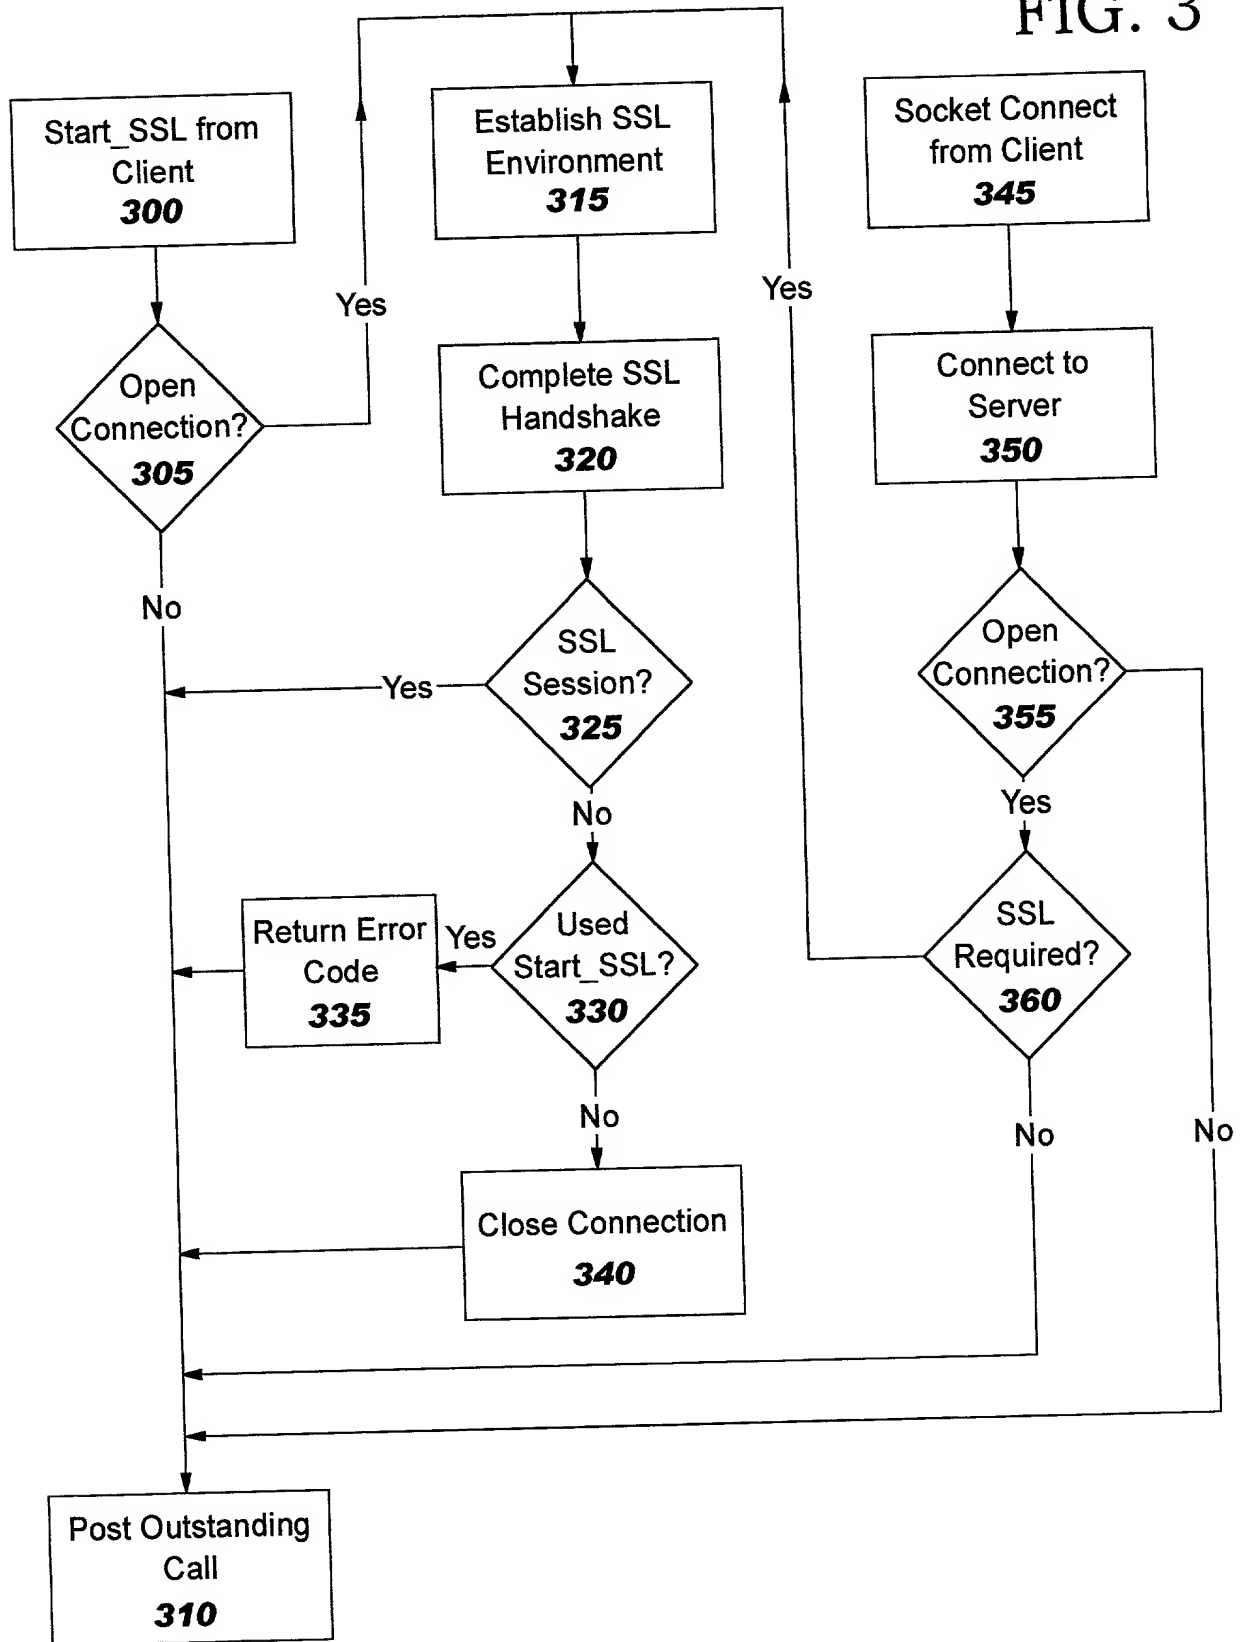 FIG. 3
Start_SSL from
Client
300
Open
Connection?
305
Yes
No
Establish SSL
Environment
315
Complete SSL
Handshake
320
SSL
Session?
325
Yes
No
Used
Start_SSL?
330
Yes
Return Error
Code
335
No
Close Connection
340
Socket Connect
from Client
345
Connect to
Server
350
Open
Connection?
355
Yes
No
SSL
Required?
360
Yes
No
Post Outstanding
Call
310